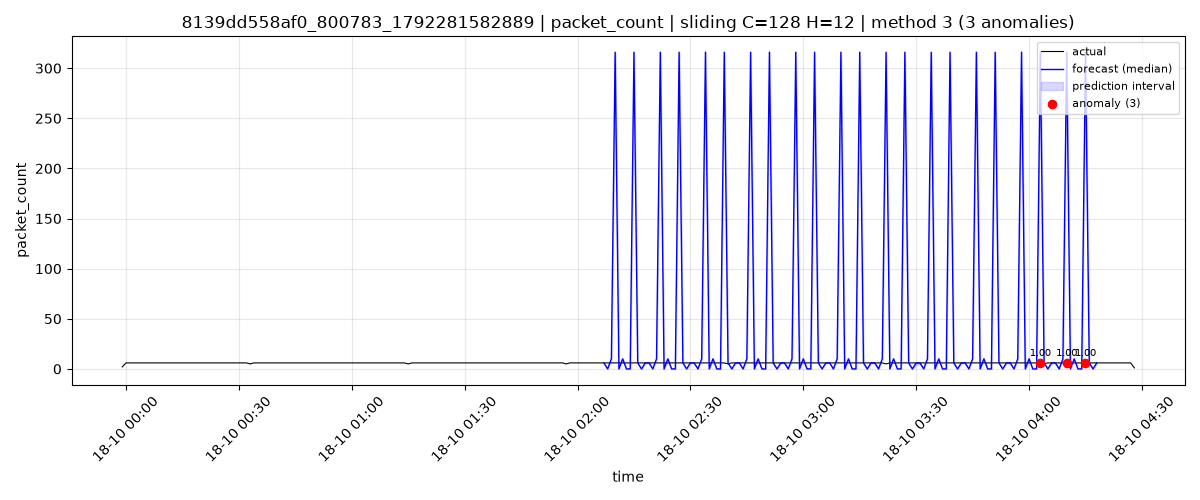 8139dd558af0_800783_1792281582889 | packet_count | sliding C=128 H=12 | method 3 (3 anomalies)
actual
forecast (median)
prediction interval
anomaly (3)
packet_count
300
250
200
150
100
50
0
1.00 1.00 1.00
18-10 00:00 18-10 00:30 18-10 01:00 18-10 01:30 18-10 02:00 18-10 02:30 18-10 03:00 18-10 03:30 18-10 04:00 18-10 04:30
time